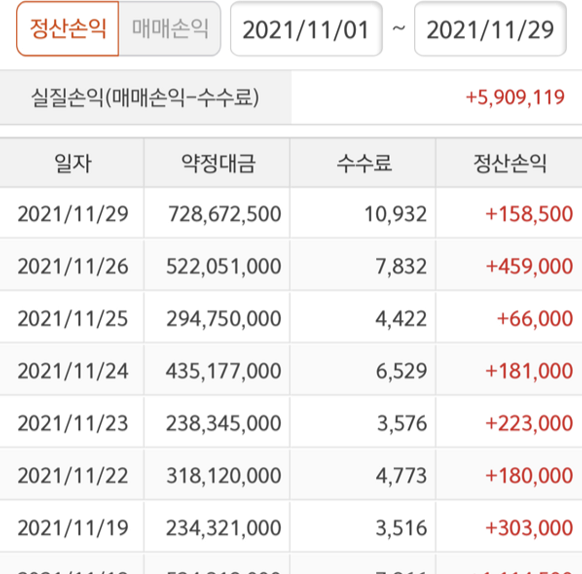 정산손익 매매손익 2021/11/01 ~ 2021/11/29
실질손익(매매손익-수수료) +5,909,119
일자 약정대금 수수료 정산손익
2021/11/29 728,672,500 10,932 +158,500
2021/11/26 522,051,000 7,832 +459,000
2021/11/25 294,750,000 4,422 +66,000
2021/11/24 435,177,000 6,529 +181,000
2021/11/23 238,345,000 3,576 +223,000
2021/11/22 318,120,000 4,773 +180,000
2021/11/19 234,321,000 3,516 +303,000